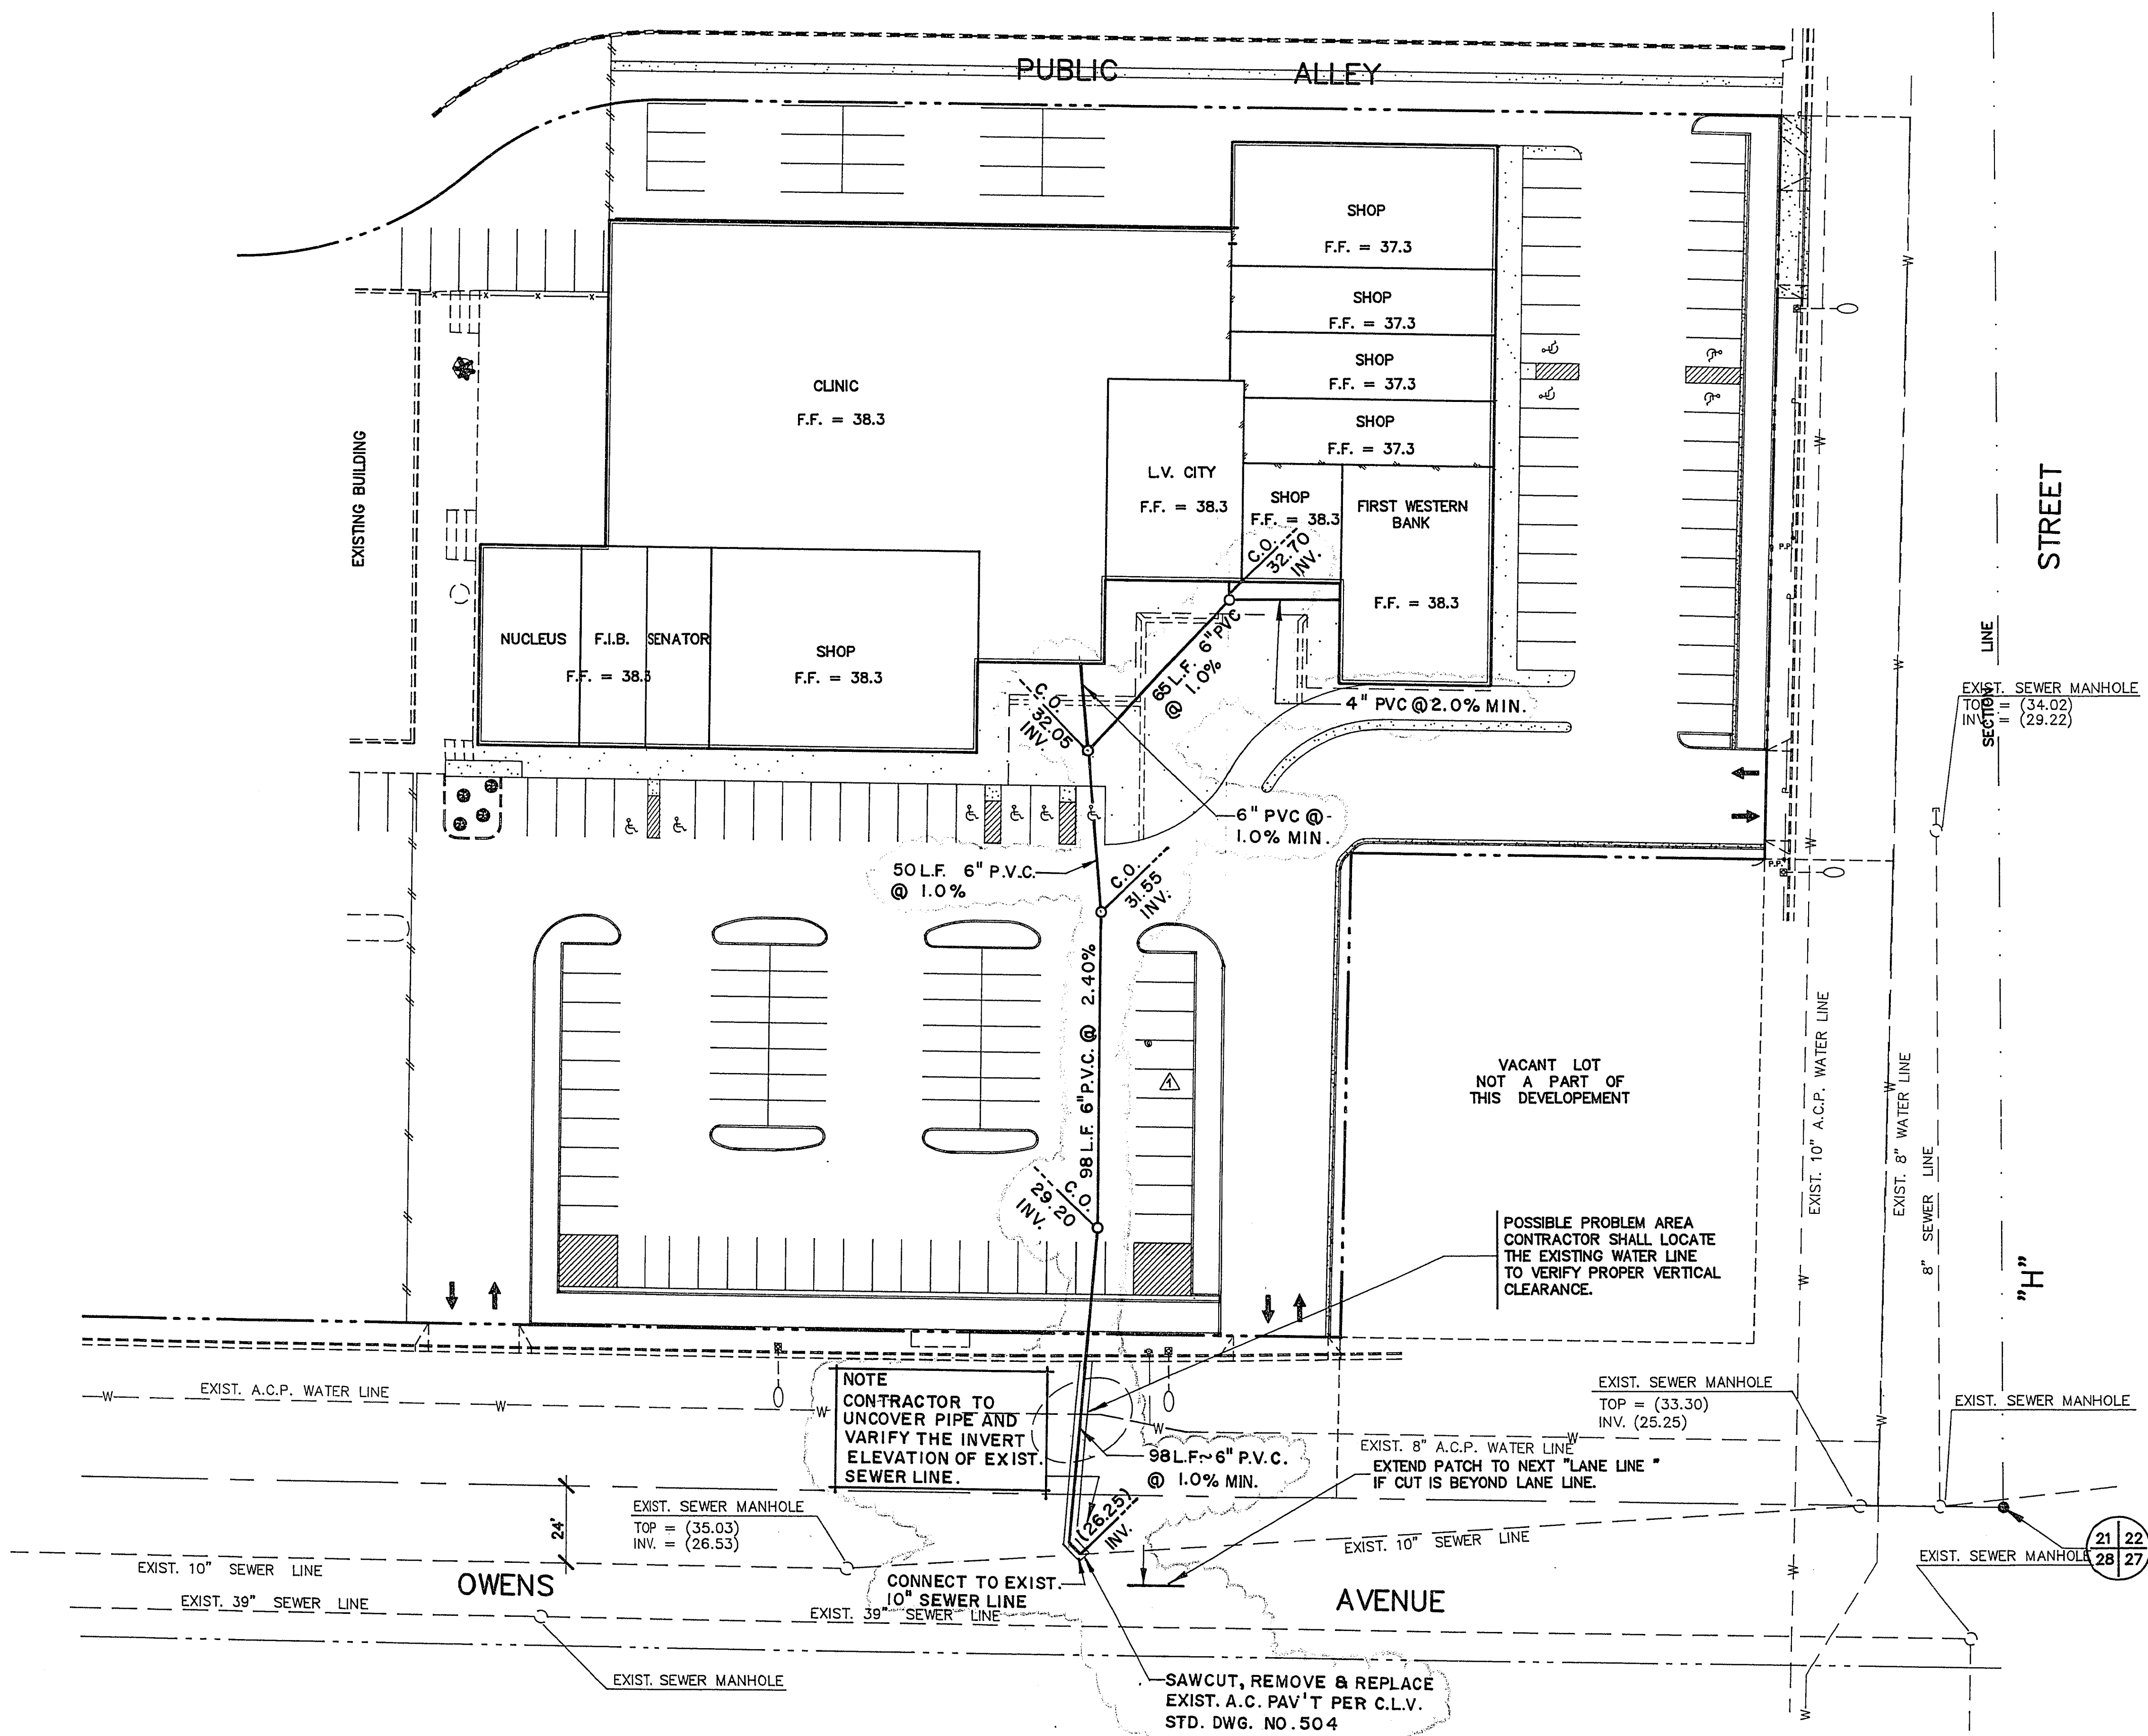 PUBLIC ALLEY
SHOP
F.F. = 37.3
SHOP
F.F. = 37.3
SHOP
F.F. = 37.3
SHOP
F.F. = 37.3
CLINIC
F.F. = 38.3
EXISTING BUILDING
L.V. CITY
F.F. = 38.3
SHOP
F.F. = 38.3
FIRST WESTERN
BANK
F.F. = 38.3
STREET
"H"
SECTION LINE
C.O.
32.70
INV.
NUCLEUS
F.I.B.
SENATOR
F.F. = 38.3
SHOP
F.F. = 38.3
65 L.F. 6" PVC
@ 1.0%
4" PVC @ 2.0% MIN.
C.O.
32.05
INV.
EXIST. SEWER MANHOLE
TOP = (34.02)
INV. = (29.22)
P.P.
P.P.
6" PVC @
1.0% MIN.
50 L.F. 6" P.V.C.
@ 1.0%
C.O.
31.55
INV.
98 L.F. 6" P.V.C. @ 2.40%
1
VACANT LOT
NOT A PART OF
THIS DEVELOPEMENT
EXIST. 10" A.C.P. WATER LINE
EXIST. 8" WATER LINE
8" SEWER LINE
W
W
W
W
W
W
W
W
W
W
W
x
x
x
x
C.O.
29.20
INV.
POSSIBLE PROBLEM AREA
CONTRACTOR SHALL LOCATE
THE EXISTING WATER LINE
TO VERIFY PROPER VERTICAL
CLEARANCE.
EXIST. A.C.P. WATER LINE
W
W
W
W
W
NOTE
CONTRACTOR TO
UNCOVER PIPE AND
VARIFY THE INVERT
ELEVATION OF EXIST.
SEWER LINE.
98 L.F.~6" P.V.C.
@ 1.0% MIN.
EXIST. 8" A.C.P. WATER LINE
EXTEND PATCH TO NEXT "LANE LINE"
IF CUT IS BEYOND LANE LINE.
EXIST. SEWER MANHOLE
TOP = (33.30)
INV. (25.25)
EXIST. SEWER MANHOLE
24'
EXIST. SEWER MANHOLE
TOP = (35.03)
INV. = (26.53)
(26.25)
INV.
EXIST. 10" SEWER LINE
EXIST. 10" SEWER LINE
21 22
28 27
EXIST. SEWER MANHOLE
OWENS AVENUE
CONNECT TO EXIST.
10" SEWER LINE
EXIST. 39" SEWER LINE
EXIST. 39" SEWER LINE
EXIST. SEWER MANHOLE
SAWCUT, REMOVE & REPLACE
EXIST. A.C. PAV'T PER C.L.V.
STD. DWG. NO. 504